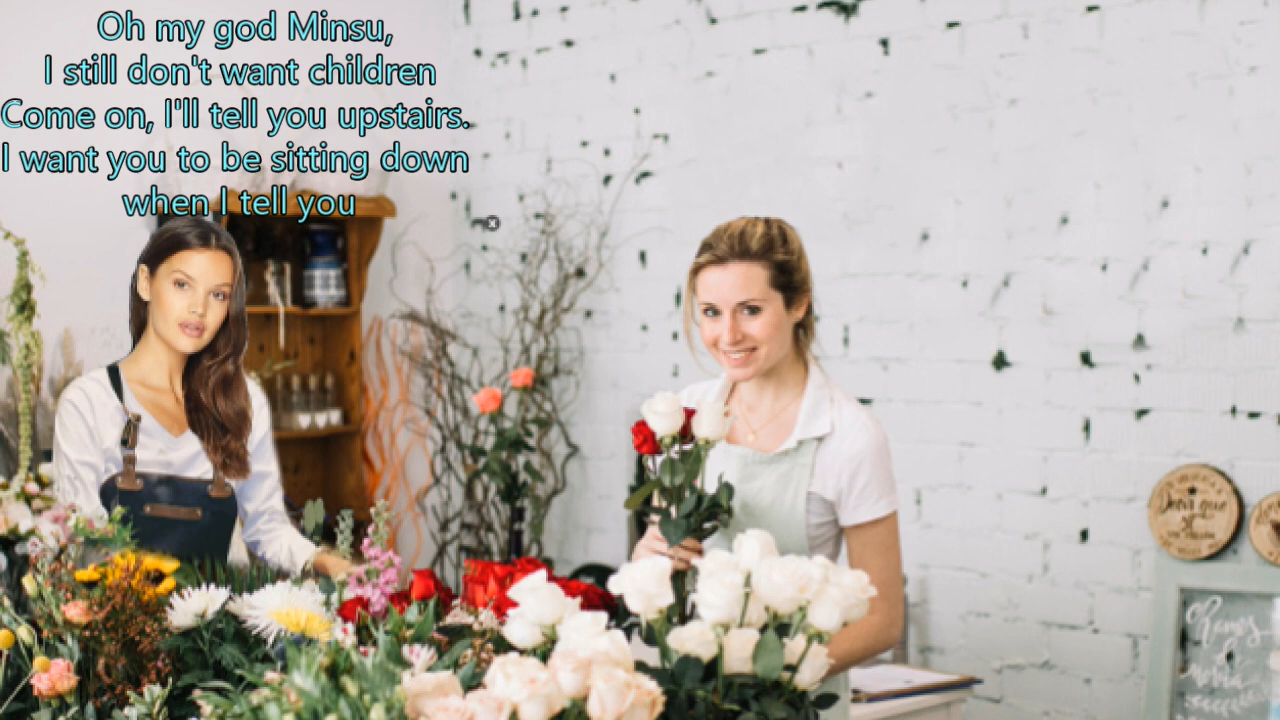 Oh my god Minsu,
I still don't want children
Come on, I'll tell you upstairs.
I want you to be sitting down
when I tell you
x